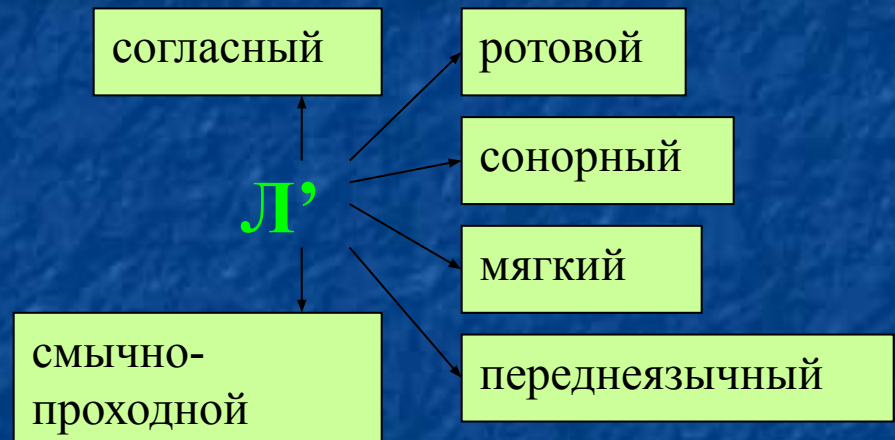 согласный
ротовой
сонорный
Л’
мягкий
смычно-
проходной
переднеязычный